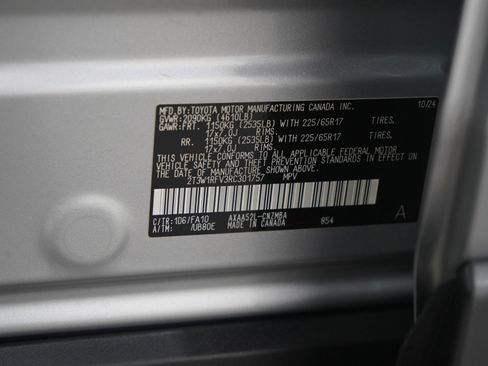 MFD.BY:TOYOTA MOTOR MANUFACTURING CANADA INC. 10/24
GVWR:2090KG(4610LB)
GAWR:FRT. 1150KG(2535LB)WITH 225/65R17 TIRES,
17x7.0J RIMS,
RR. 1150KG(2535LB)WITH 225/65R17 TIRES,
17x7.0J RIMS,
THIS VEHICLE CONFORMS TO ALL APPLICABLE FEDERAL MOTOR
VEHICLE SAFETY AND THEFT PREVENTION STANDARDS IN EFFECT
ON THE DATE OF MANUFACTURE SHOWN ABOVE.
2T3W1RFV3RC301757 MPV
C/TR:1D6/FA10 AXAA52L-CNZMBA A
A/TM: /UB80E MADE IN CANADA 854